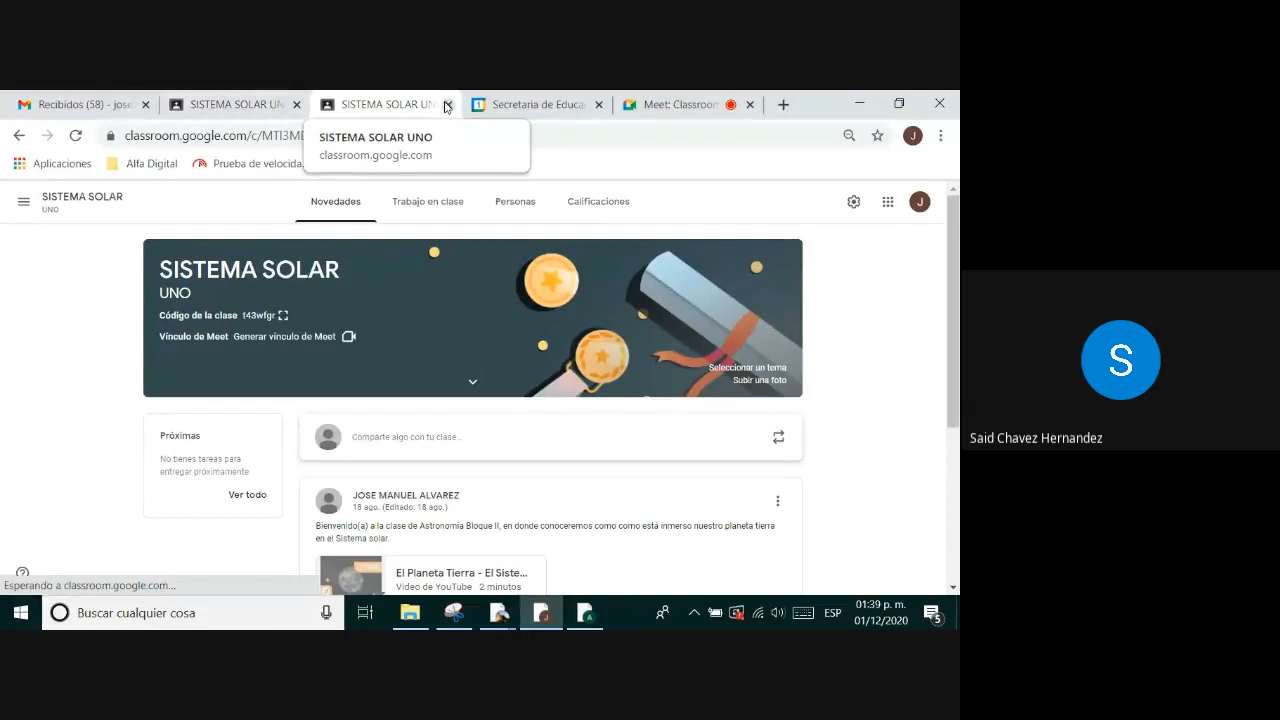 Recibidos (58) - jose
SISTEMA SOLAR UN
SISTEMA SOLAR UN
Secretaria de Educa
Meet: Classroom
classroom.google.com/c/MTI3MD
SISTEMA SOLAR UNO
classroom.google.com
J
Aplicaciones
Alfa Digital
Prueba de velocida
SISTEMA SOLAR
UNO
Novedades
Trabajo en clase
Personas
Calificaciones
J
SISTEMA SOLAR
UNO
Código de la clase t43wfgr
Vínculo de Meet Generar vínculo de Meet
Seleccionar un tema
Subir una foto
Próximas
No tienes tareas para
entregar próximamente
Ver todo
Comparte algo con tu clase...
JOSE MANUEL ALVAREZ
18 ago. (Editado: 18 ago.)
Bienvenido(a) a la clase de Astronomía Bloque II, en donde conoceremos como como está inmerso nuestro planeta tierra
en el Sistema solar.
El Planeta Tierra - El Siste...
Video de YouTube 2 minutos
Esperando a classroom.google.com...
Buscar cualquier cosa
ESP
01:39 p. m.
01/12/2020
5
S
Said Chavez Hernandez